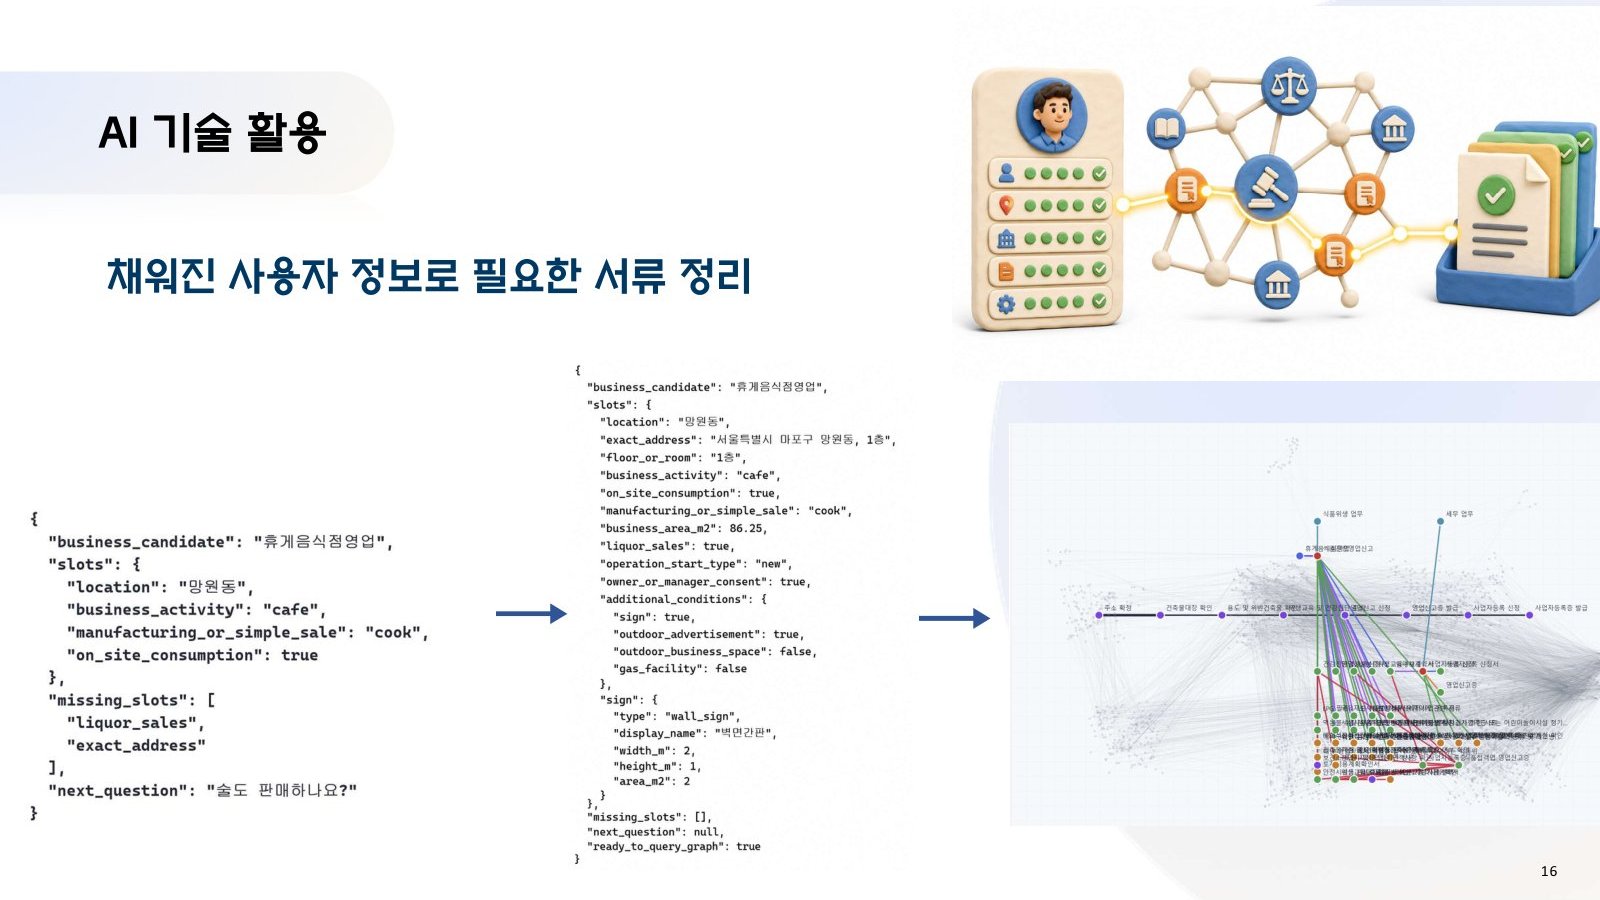 AI 기술 활용
채워진 사용자 정보로 필요한 서류 정리
{
"business_candidate": "휴게음식점영업",
"slots": {
"location": "망원동",
"business_activity": "cafe",
"manufacturing_or_simple_sale": "cook",
"on_site_consumption": true
},
"missing_slots": [
"liquor_sales",
"exact_address"
],
"next_question": "술도 판매하나요?"
}
{
"business_candidate": "휴게음식점영업",
"slots": {
"location": "망원동",
"exact_address": "서울특별시 마포구 망원동, 1층",
"floor_or_room": "1층",
"business_activity": "cafe",
"on_site_consumption": true,
"manufacturing_or_simple_sale": "cook",
"business_area_m2": 86.25,
"liquor_sales": true,
"operation_start_type": "new",
"owner_or_manager_consent": true,
"additional_conditions": {
"sign": true,
"outdoor_advertisement": true,
"outdoor_business_space": false,
"gas_facility": false
},
"sign": {
"type": "wall_sign",
"display_name": "벽면간판",
"width_m": 2,
"height_m": 1,
"area_m2": 2
}
},
"missing_slots": [],
"next_question": null,
"ready_to_query_graph": true
}
식품위생 업무
세무 업무
주소 확정
건축물대장 확인
영업신고증 발급
사업자등록 신청
사업자등록증 발급
영업신고증
16